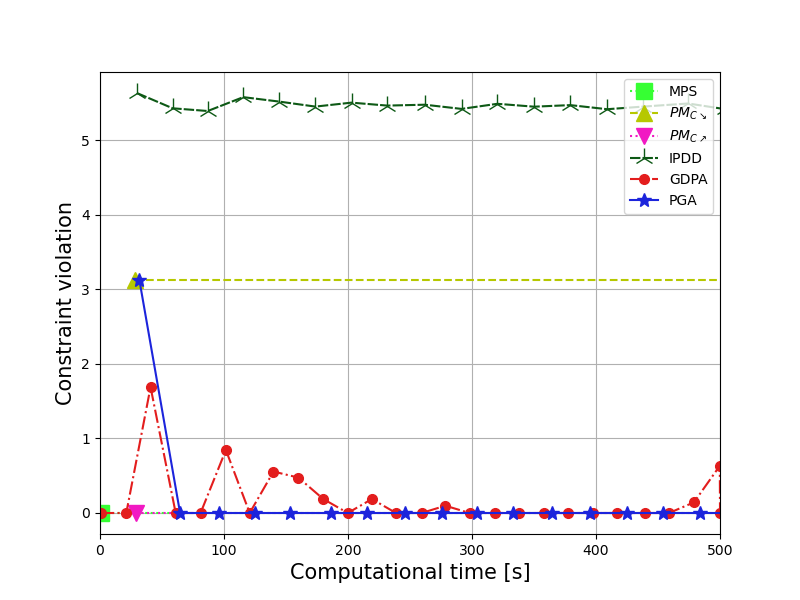 MPS
PM_{C↘}
PM_{C↗}
IPDD
GDPA
PGA
5
4
3
2
1
0
Constraint violation
0 100 200 300 400 500
Computational time [s]